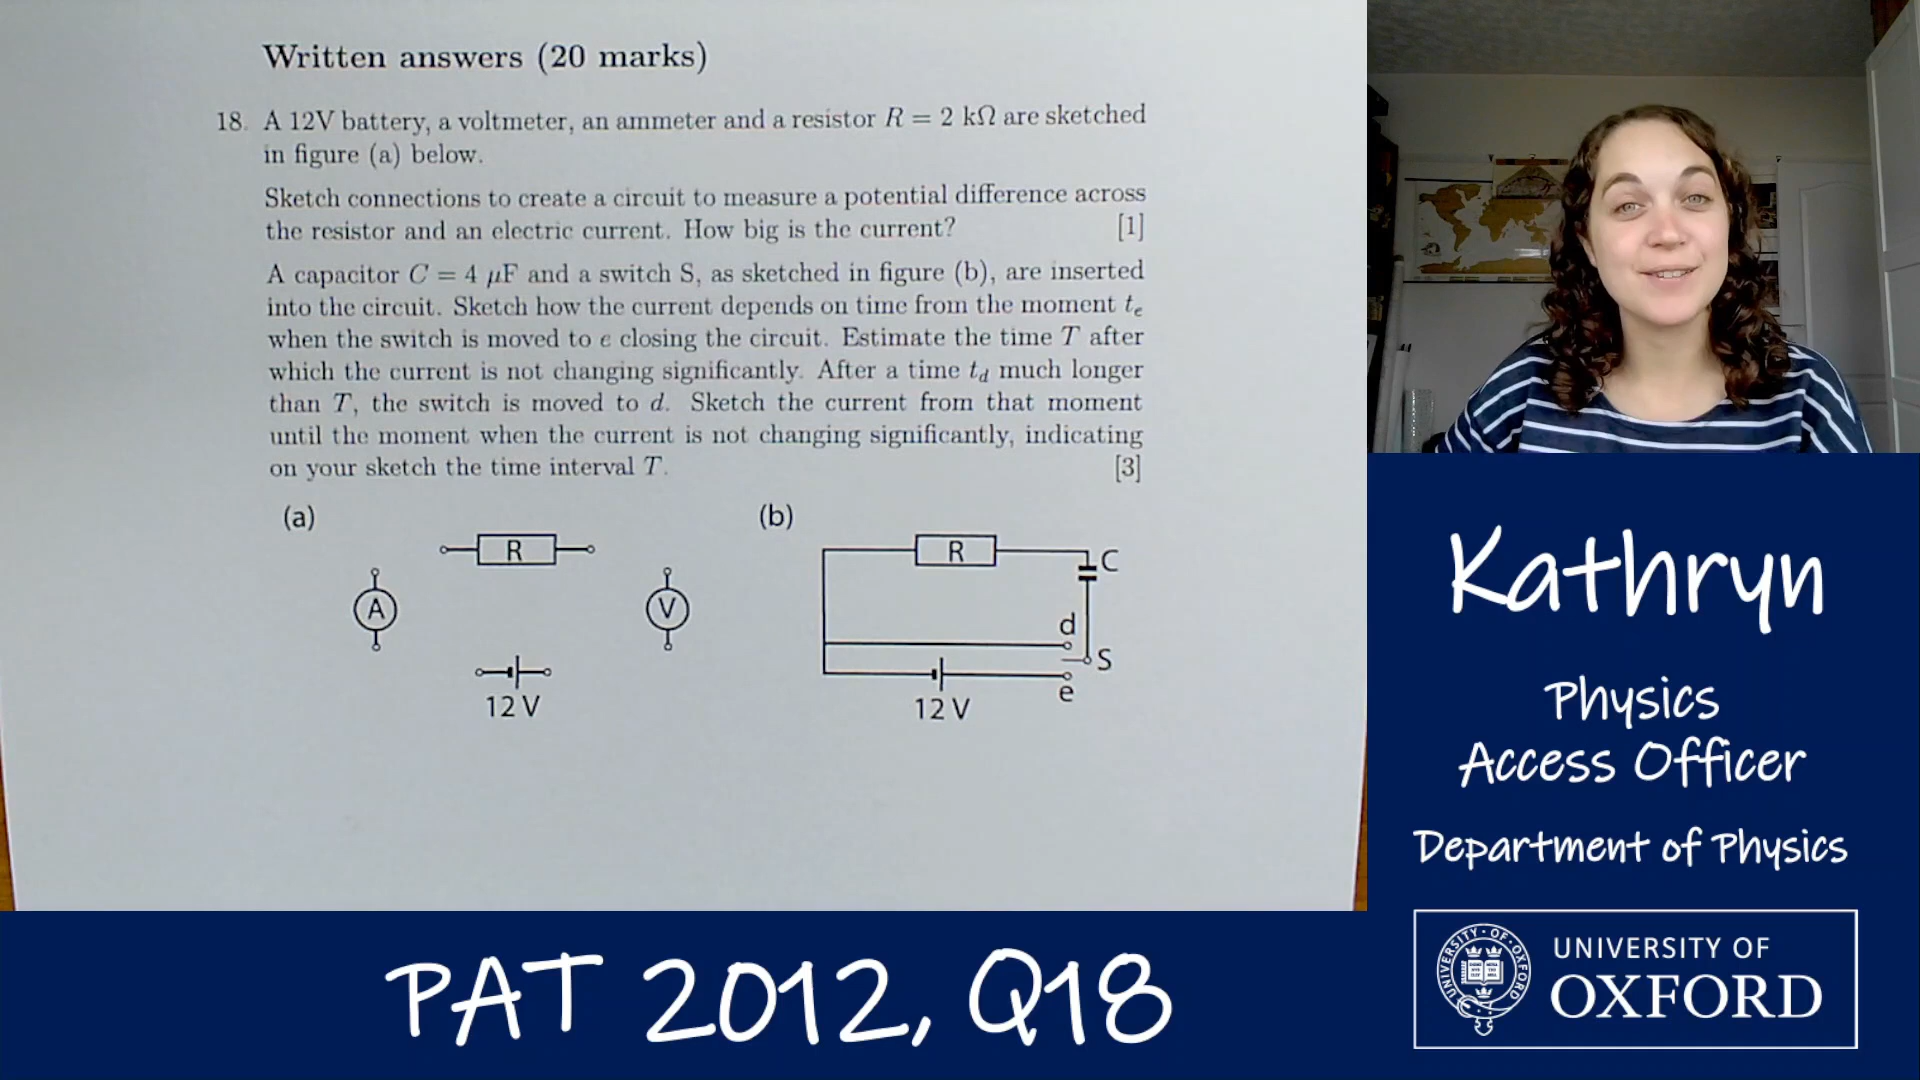 Written answers (20 marks)
18. A 12V battery, a voltmeter, an ammeter and a resistor R = 2 kΩ are sketched
in figure (a) below.
Sketch connections to create a circuit to measure a potential difference across
the resistor and an electric current. How big is the current? [1]
A capacitor C = 4 μF and a switch S, as sketched in figure (b), are inserted
into the circuit. Sketch how the current depends on time from the moment tₑ
when the switch is moved to e closing the circuit. Estimate the time T after
which the current is not changing significantly. After a time t_d much longer
than T, the switch is moved to d. Sketch the current from that moment
until the moment when the current is not changing significantly, indicating
on your sketch the time interval T. [3]
(a)
R
A
V
12 V
(b)
R
C
d
S
e
12 V
Kathryn
Physics
Access Officer
Department of Physics
PAT 2012, Q18
UNIVERSITY OF
OXFORD